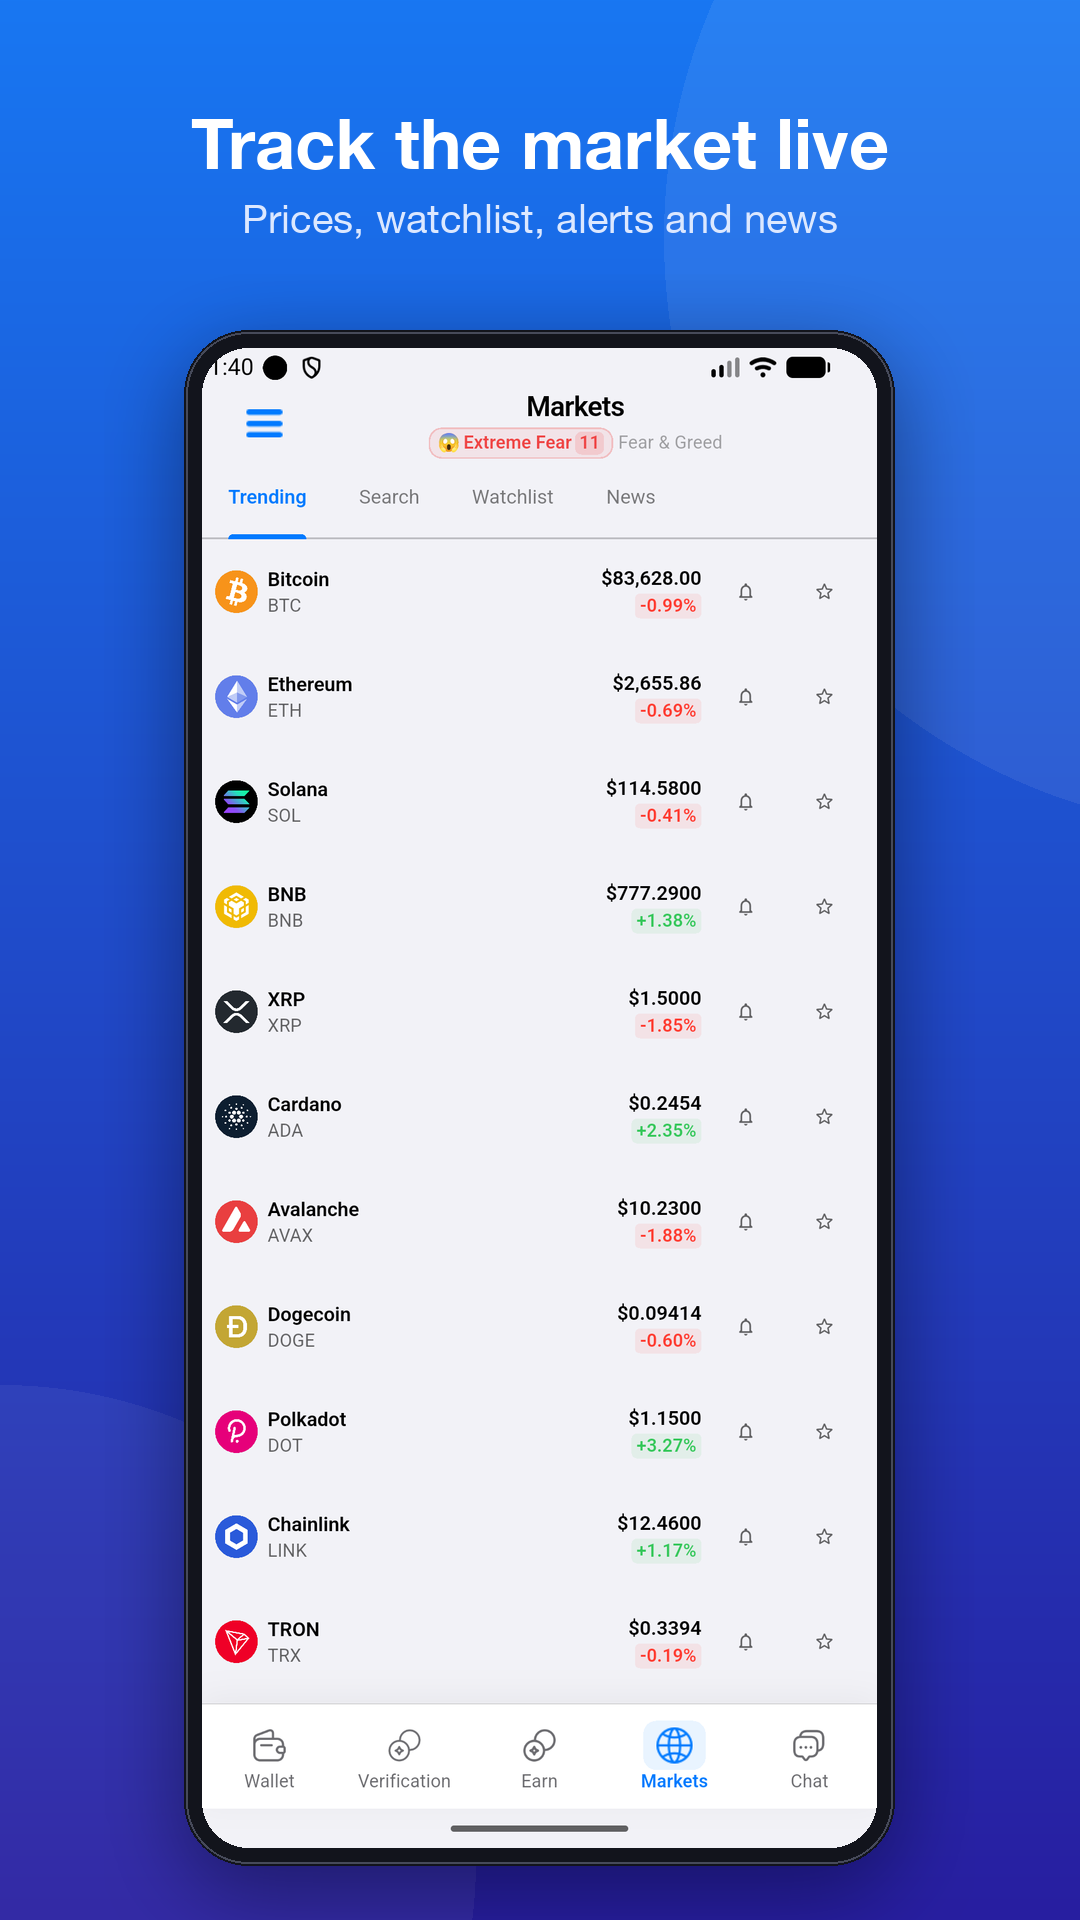 Track the market live
Prices, watchlist, alerts and news
1:40
Markets
😱 Extreme Fear 11 Fear & Greed
Trending Search Watchlist News
Bitcoin $83,628.00
BTC -0.99%
Ethereum $2,655.86
ETH -0.69%
Solana $114.5800
SOL -0.41%
BNB $777.2900
BNB +1.38%
XRP $1.5000
XRP -1.85%
Cardano $0.2454
ADA +2.35%
Avalanche $10.2300
AVAX -1.88%
Dogecoin $0.09414
DOGE -0.60%
Polkadot $1.1500
DOT +3.27%
Chainlink $12.4600
LINK +1.17%
TRON $0.3394
TRX -0.19%
Wallet Verification Earn Markets Chat